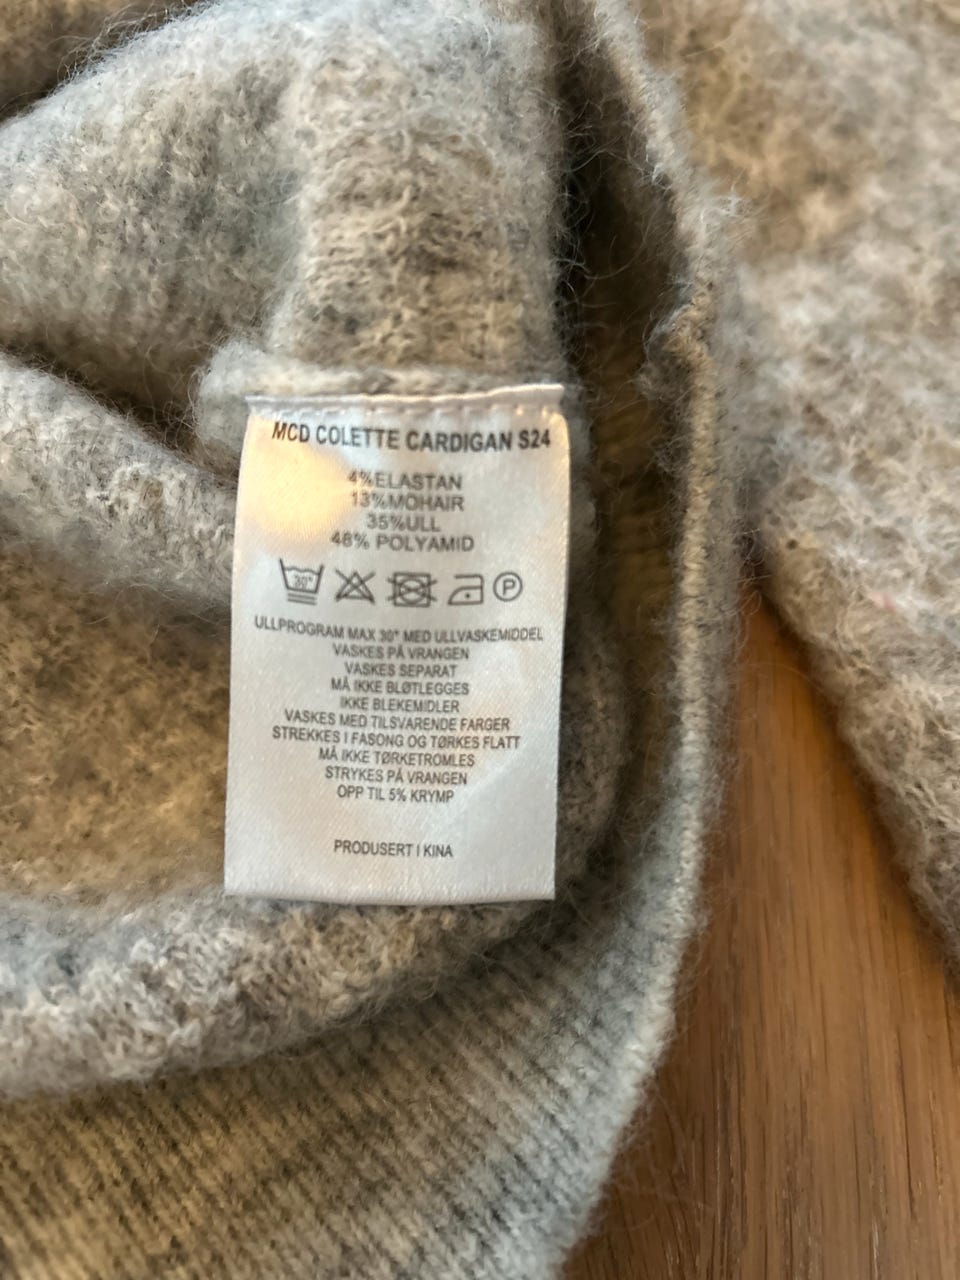 MCD COLETTE CARDIGAN S24
4%ELASTAN
13%MOHAIR
35%ULL
48% POLYAMID
30° P
ULLPROGRAM MAX 30° MED ULLVASKEMIDDEL
VASKES PÅ VRANGEN
VASKES SEPARAT
MÅ IKKE BLØTLEGGES
IKKE BLEKEMIDLER
VASKES MED TILSVARENDE FARGER
STREKKES I FASONG OG TØRKES FLATT
MÅ IKKE TØRKETROMLES
STRYKES PÅ VRANGEN
OPP TIL 5% KRYMP
PRODUSERT I KINA